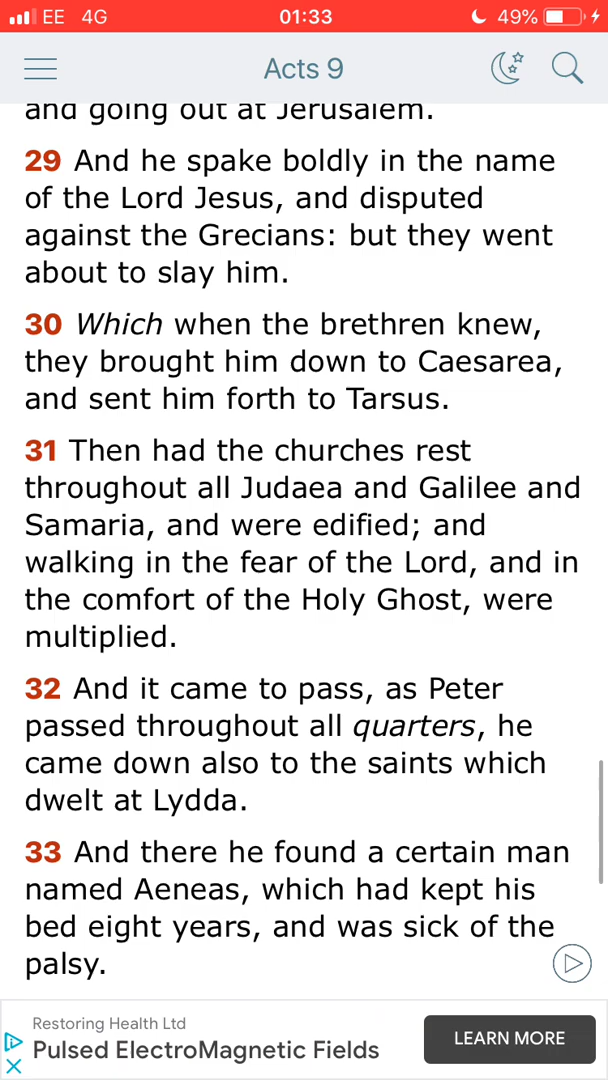 EE 4G 01:33 49%
Acts 9
and going out at Jerusalem.
29 And he spake boldly in the name
of the Lord Jesus, and disputed
against the Grecians: but they went
about to slay him.
30 Which when the brethren knew,
they brought him down to Caesarea,
and sent him forth to Tarsus.
31 Then had the churches rest
throughout all Judaea and Galilee and
Samaria, and were edified; and
walking in the fear of the Lord, and in
the comfort of the Holy Ghost, were
multiplied.
32 And it came to pass, as Peter
passed throughout all quarters, he
came down also to the saints which
dwelt at Lydda.
33 And there he found a certain man
named Aeneas, which had kept his
bed eight years, and was sick of the
palsy.
Restoring Health Ltd
Pulsed ElectroMagnetic Fields
LEARN MORE